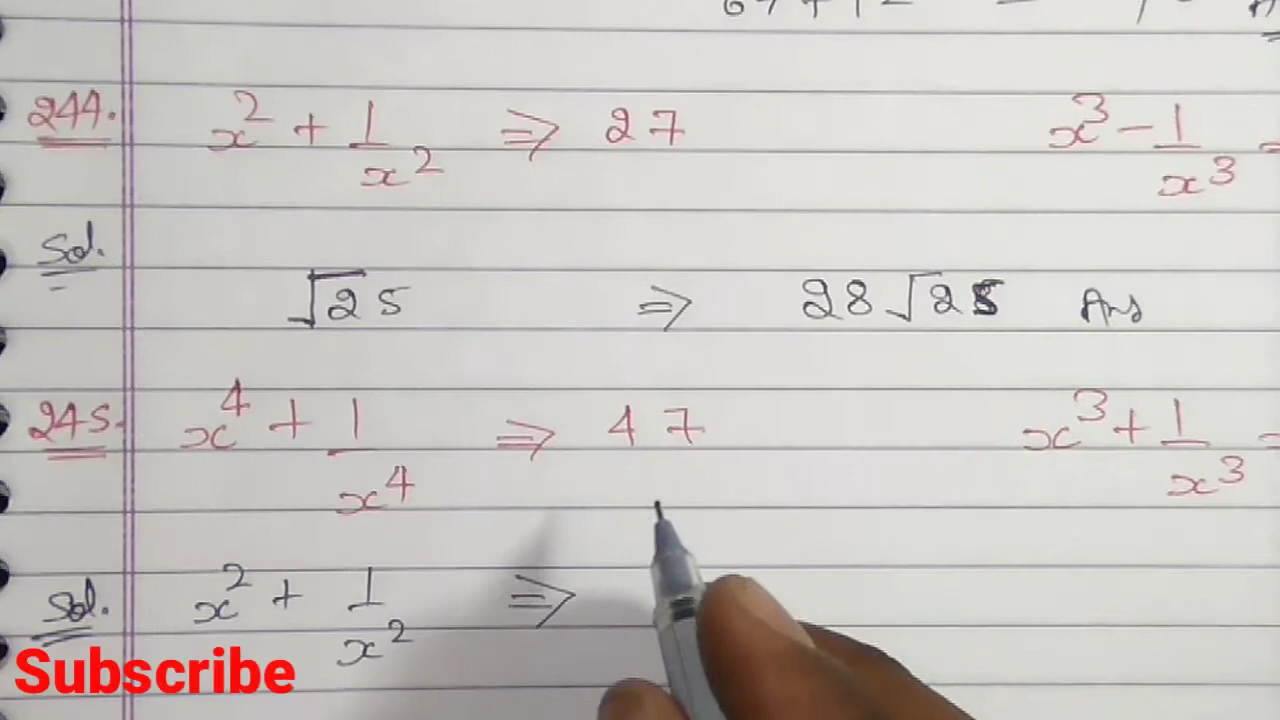 244. x² + 1/x² ⇒ 27 x³ - 1/x³ =
Sol.
√25 ⇒ 28√25 Ans
245. x⁴ + 1/x⁴ ⇒ 47 x³ + 1/x³ =
Sol. x² + 1/x² ⇒
Subscribe